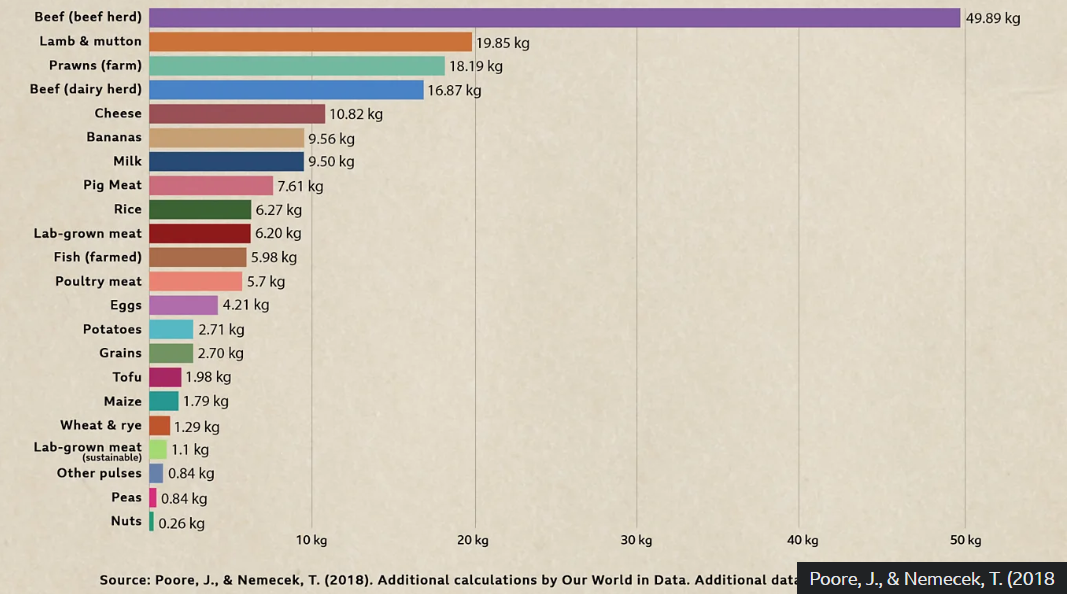 Beef (beef herd) 49.89 kg
Lamb & mutton 19.85 kg
Prawns (farm) 18.19 kg
Beef (dairy herd) 16.87 kg
Cheese 10.82 kg
Bananas 9.56 kg
Milk 9.50 kg
Pig Meat 7.61 kg
Rice 6.27 kg
Lab-grown meat 6.20 kg
Fish (farmed) 5.98 kg
Poultry meat 5.7 kg
Eggs 4.21 kg
Potatoes 2.71 kg
Grains 2.70 kg
Tofu 1.98 kg
Maize 1.79 kg
Wheat & rye 1.29 kg
Lab-grown meat 1.1 kg
(sustainable)
Other pulses 0.84 kg
Peas 0.84 kg
Nuts 0.26 kg
10 kg 20 kg 30 kg 40 kg 50 kg
Source: Poore, J., & Nemecek, T. (2018). Additional calculations by Our World in Data. Additional data
Poore, J., & Nemecek, T. (2018